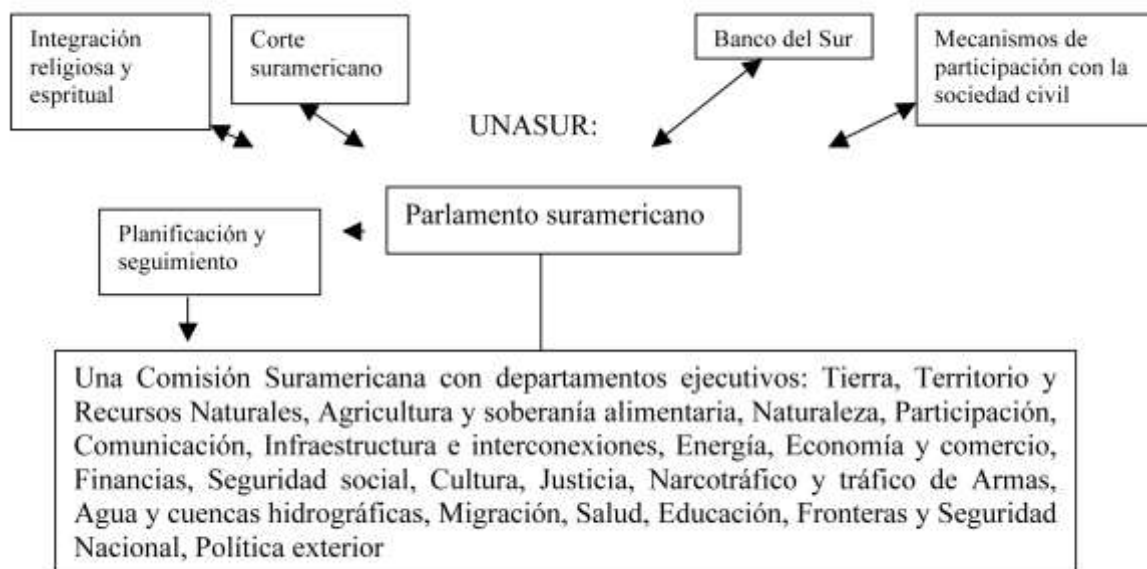 Integración
religiosa y
espritual
Corte
suramericano
Banco del Sur
Mecanismos de
participación con la
sociedad civil
UNASUR:
Parlamento suramericano
Planificación y
seguimiento
Una Comisión Suramericana con departamentos ejecutivos: Tierra, Territorio y
Recursos Naturales, Agricultura y soberanía alimentaria, Naturaleza, Participación,
Comunicación, Infraestructura e interconexiones, Energía, Economía y comercio,
Financias, Seguridad social, Cultura, Justicia, Narcotráfico y tráfico de Armas,
Agua y cuencas hidrográficas, Migración, Salud, Educación, Fronteras y Seguridad
Nacional, Política exterior